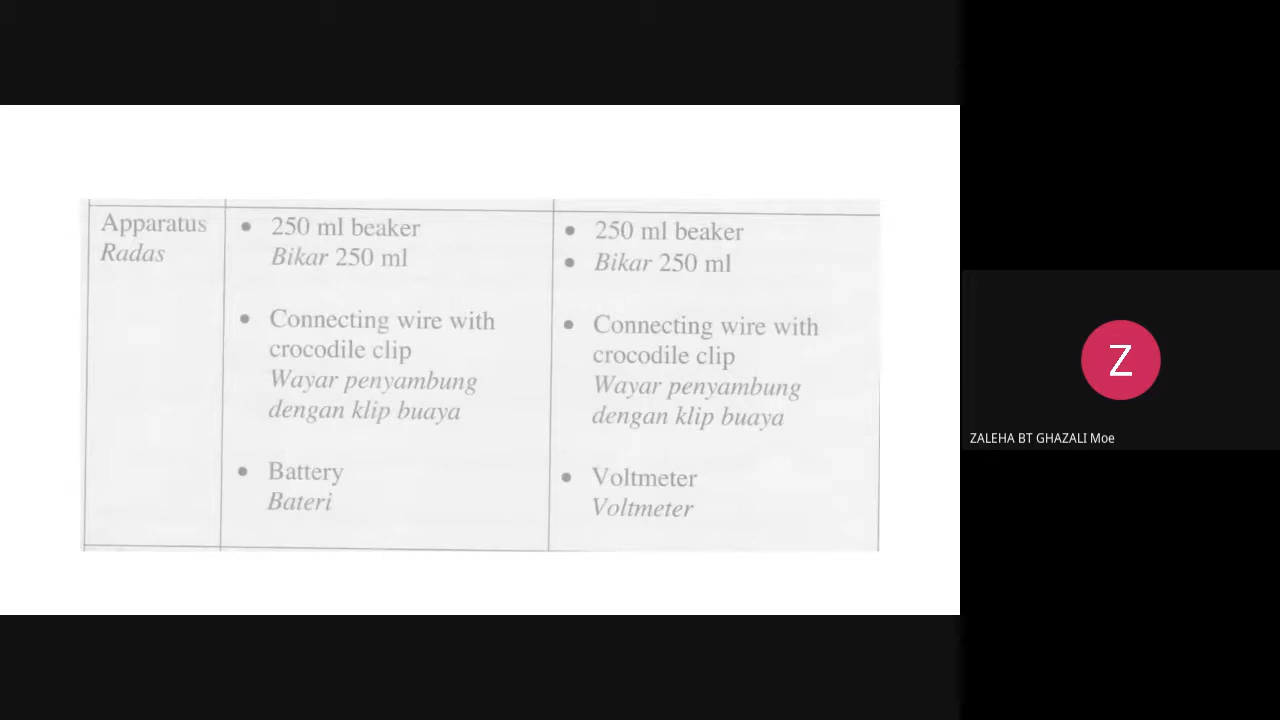 Apparatus
Radas
• 250 ml beaker
Bikar 250 ml
• Connecting wire with
crocodile clip
Wayar penyambung
dengan klip buaya
• Battery
Bateri
• 250 ml beaker
• Bikar 250 ml
• Connecting wire with
crocodile clip
Wayar penyambung
dengan klip buaya
• Voltmeter
Voltmeter
Z
ZALEHA BT GHAZALI Moe